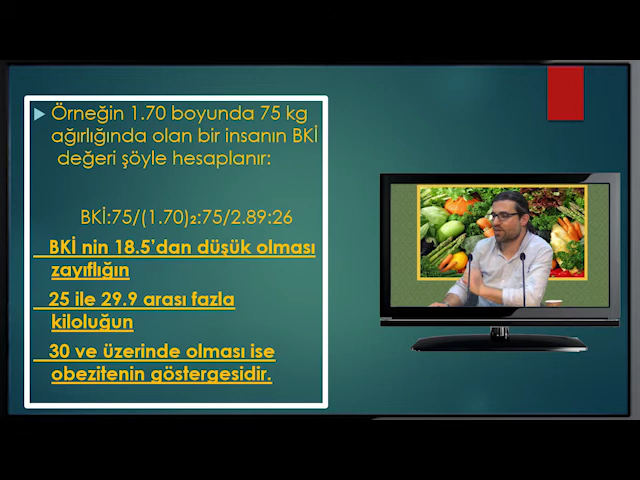 Örneğin 1.70 boyunda 75 kg
ağırlığında olan bir insanın BKİ
değeri şöyle hesaplanır:
BKİ:75/(1.70)₂:75/2.89:26
BKİ nin 18.5'dan düşük olması
zayıflığın
25 ile 29.9 arası fazla
kiloluğun
30 ve üzerinde olması ise
obezitenin göstergesidir.